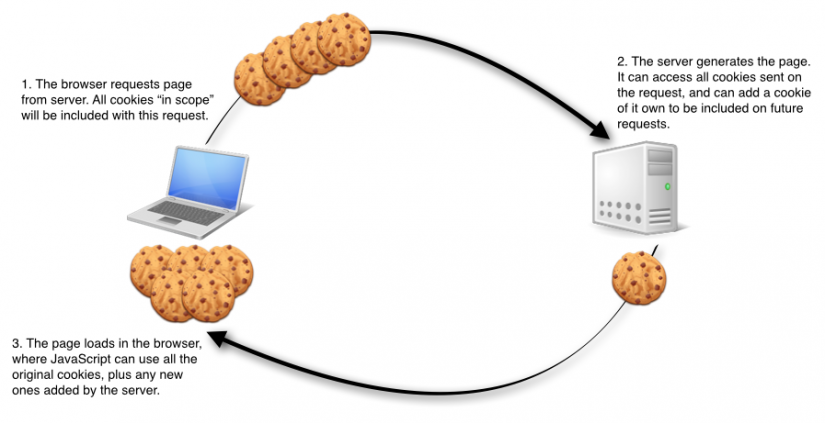 1. The browser requests page
from server. All cookies “in scope”
will be included with this request.
2. The server generates the page.
It can access all cookies sent on
the request, and can add a cookie
of it own to be included on future
requests.
3. The page loads in the browser,
where JavaScript can use all the
original cookies, plus any new
ones added by the server.